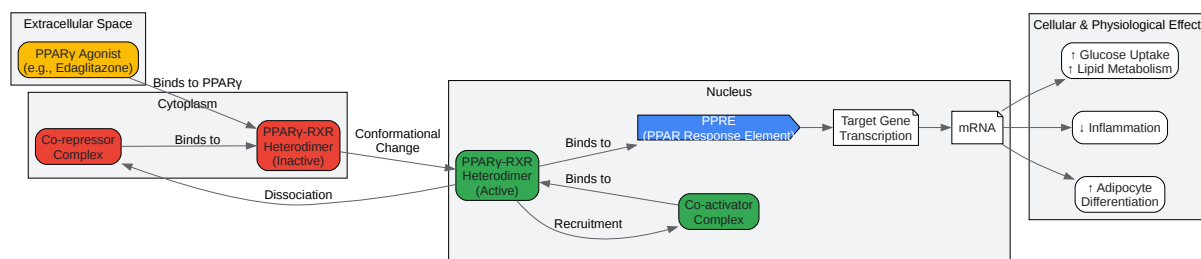 Extracellular Space
PPARγ Agonist
(e.g., Edaglitazone)
Binds to PPARγ
Cytoplasm
Co-repressor
Complex
Binds to
PPARγ-RXR
Heterodimer
(Inactive)
Conformational
Change
Dissociation
Nucleus
PPARγ-RXR
Heterodimer
(Active)
Binds to
PPRE
(PPAR Response Element)
Binds to
Recruitment
Co-activator
Complex
Target Gene
Transcription
mRNA
Cellular & Physiological Effect
↑ Glucose Uptake
↑ Lipid Metabolism
↓ Inflammation
↑ Adipocyte
Differentiation